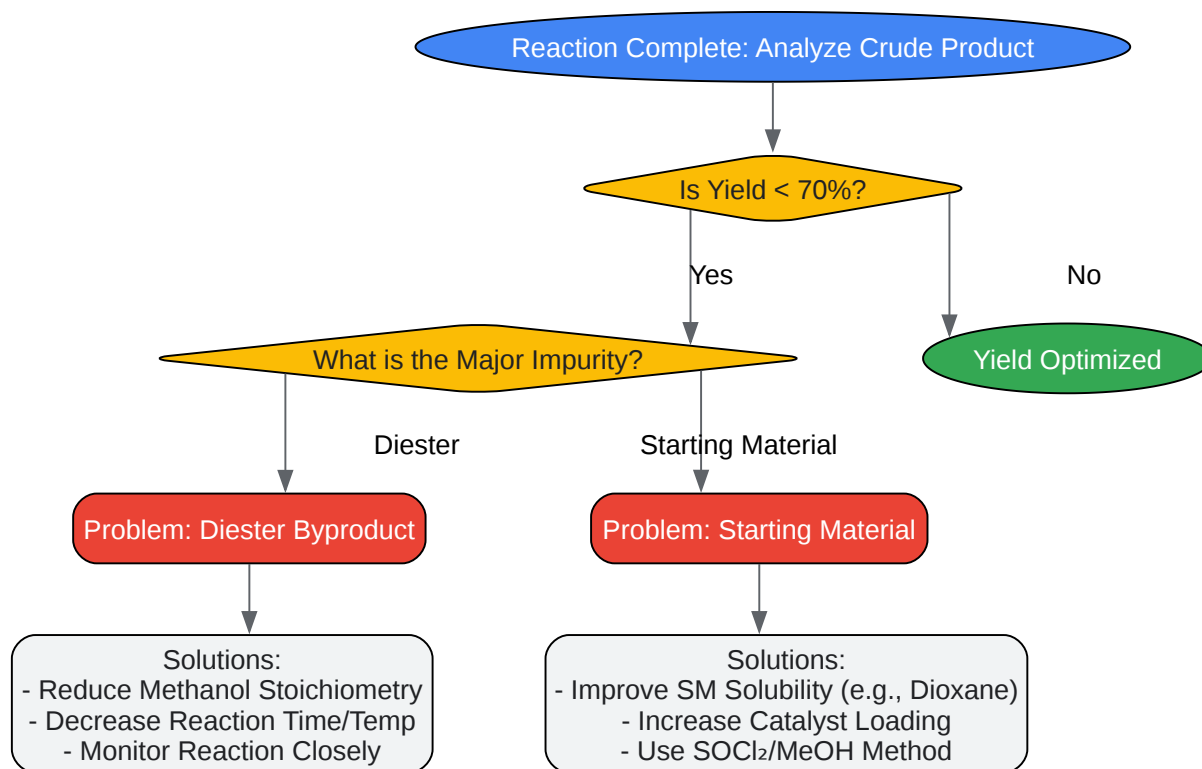 Reaction Complete: Analyze Crude Product
Is Yield < 70%?
Yes
No
What is the Major Impurity?
Yield Optimized
Diester
Starting Material
Problem: Diester Byproduct
Problem: Starting Material
Solutions:
- Reduce Methanol Stoichiometry
- Decrease Reaction Time/Temp
- Monitor Reaction Closely
Solutions:
- Improve SM Solubility (e.g., Dioxane)
- Increase Catalyst Loading
- Use SOCl₂/MeOH Method